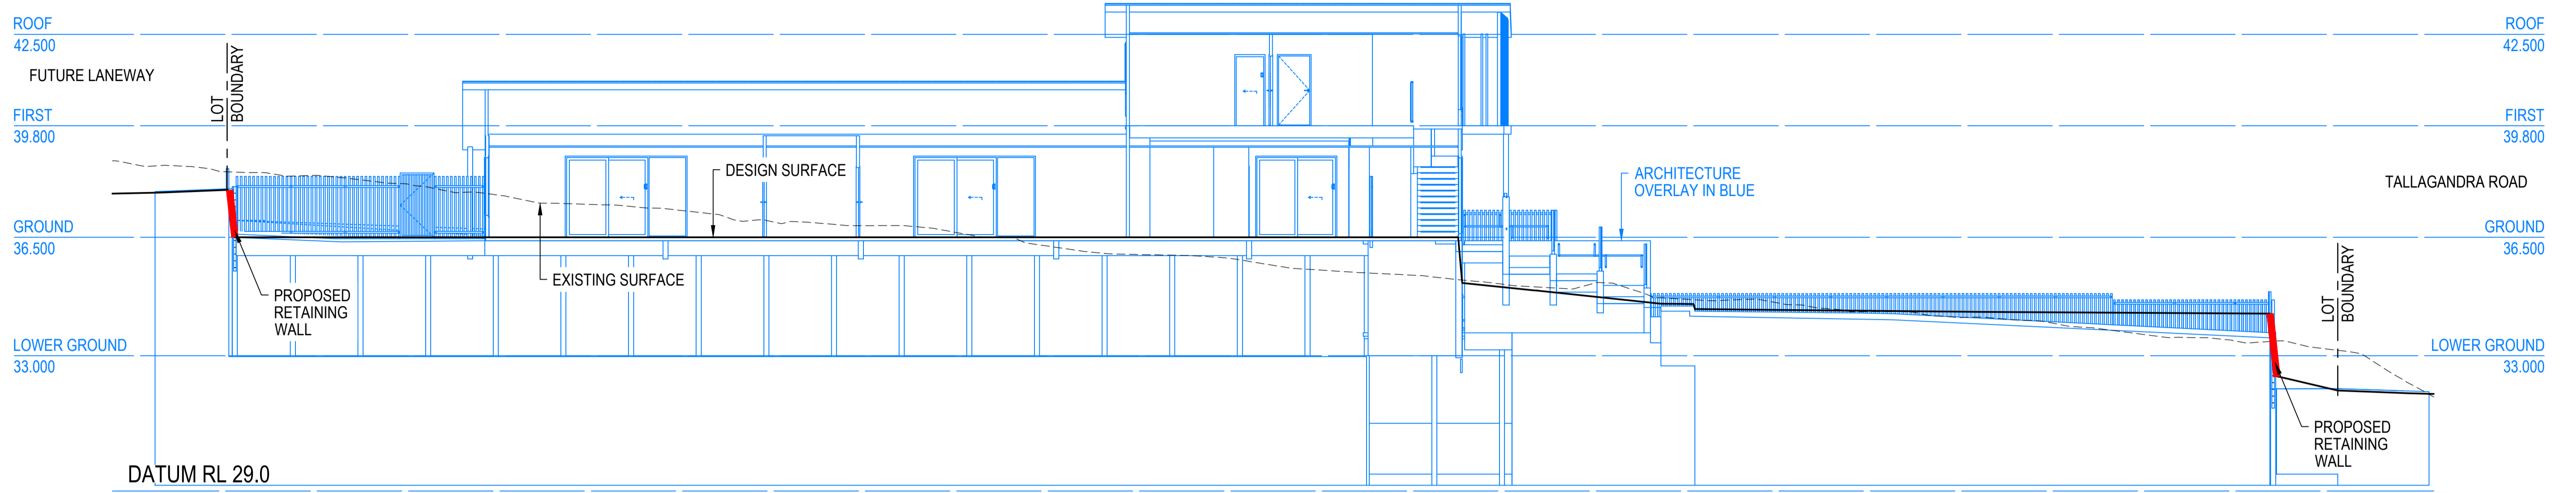 ROOF
42.500
ROOF
42.500
FUTURE LANEWAY
LOT
BOUNDARY
FIRST
39.800
FIRST
39.800
DESIGN SURFACE
ARCHITECTURE
OVERLAY IN BLUE
TALLAGANDRA ROAD
GROUND
36.500
GROUND
36.500
EXISTING SURFACE
PROPOSED
RETAINING
WALL
LOT
BOUNDARY
LOWER GROUND
33.000
LOWER GROUND
33.000
PROPOSED
RETAINING
WALL
DATUM RL 29.0